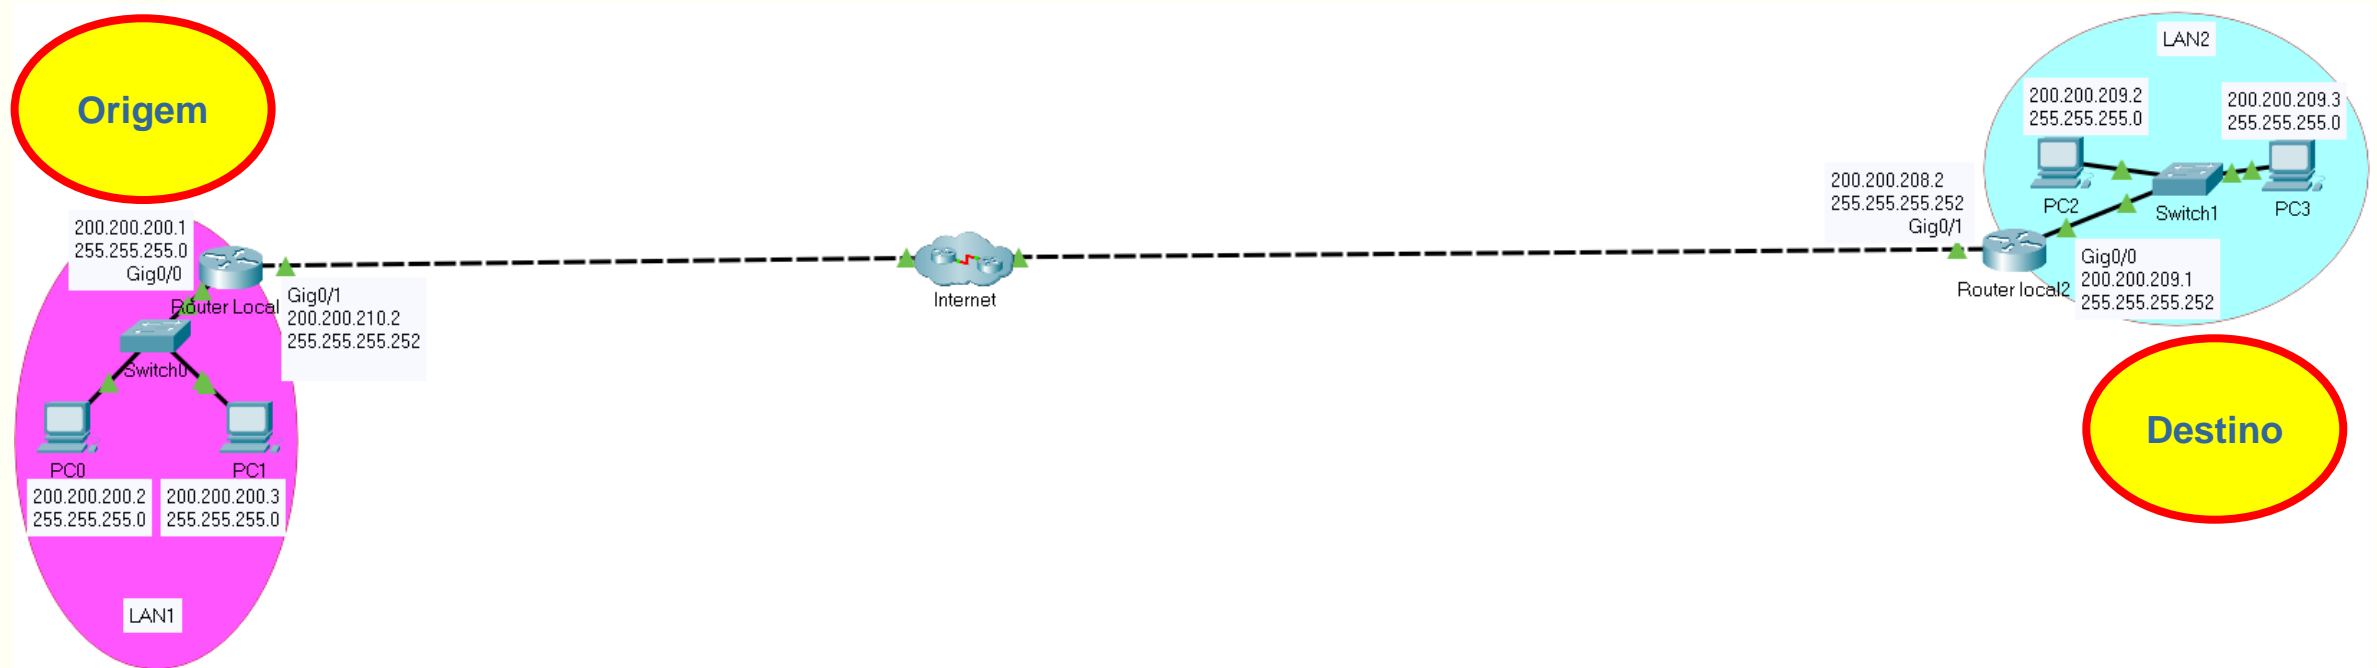 Origem
200.200.200.1
255.255.255.0
Gig0/0
Router Local
Gig0/1
200.200.210.2
255.255.255.252
Switch0
PC0
PC1
200.200.200.2
255.255.255.0
200.200.200.3
255.255.255.0
LAN1
Internet
LAN2
200.200.209.2
255.255.255.0
200.200.209.3
255.255.255.0
200.200.208.2
255.255.255.252
Gig0/1
PC2
Switch1
PC3
Router local2
Gig0/0
200.200.209.1
255.255.255.252
Destino